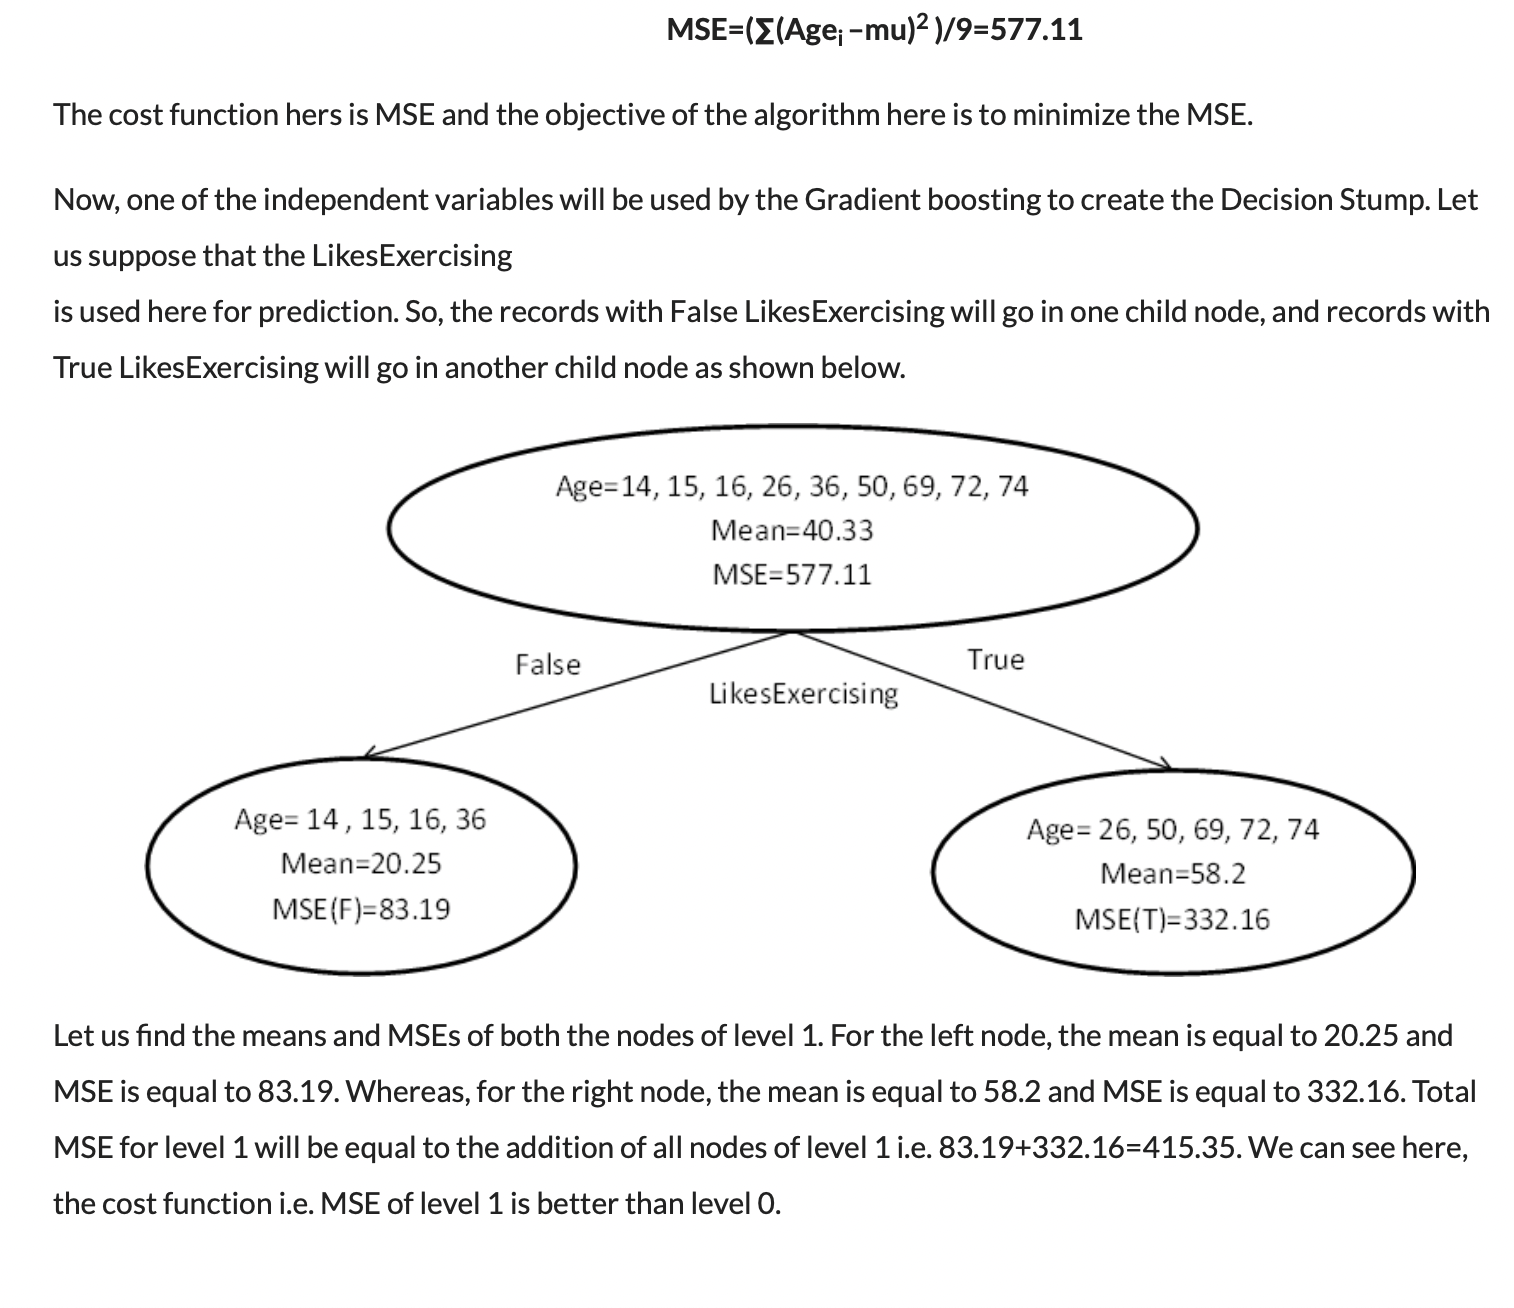 MSE=(∑(Ageᵢ –mu)² )/9=577.11
The cost function hers is MSE and the objective of the algorithm here is to minimize the MSE.
Now, one of the independent variables will be used by the Gradient boosting to create the Decision Stump. Let
us suppose that the LikesExercising
is used here for prediction. So, the records with False LikesExercising will go in one child node, and records with
True LikesExercising will go in another child node as shown below.
Age=14, 15, 16, 26, 36, 50, 69, 72, 74
Mean=40.33
MSE=577.11
False
True
LikesExercising
Age= 14 , 15, 16, 36
Mean=20.25
MSE(F)=83.19
Age= 26, 50, 69, 72, 74
Mean=58.2
MSE(T)=332.16
Let us find the means and MSEs of both the nodes of level 1. For the left node, the mean is equal to 20.25 and
MSE is equal to 83.19. Whereas, for the right node, the mean is equal to 58.2 and MSE is equal to 332.16. Total
MSE for level 1 will be equal to the addition of all nodes of level 1 i.e. 83.19+332.16=415.35. We can see here,
the cost function i.e. MSE of level 1 is better than level 0.